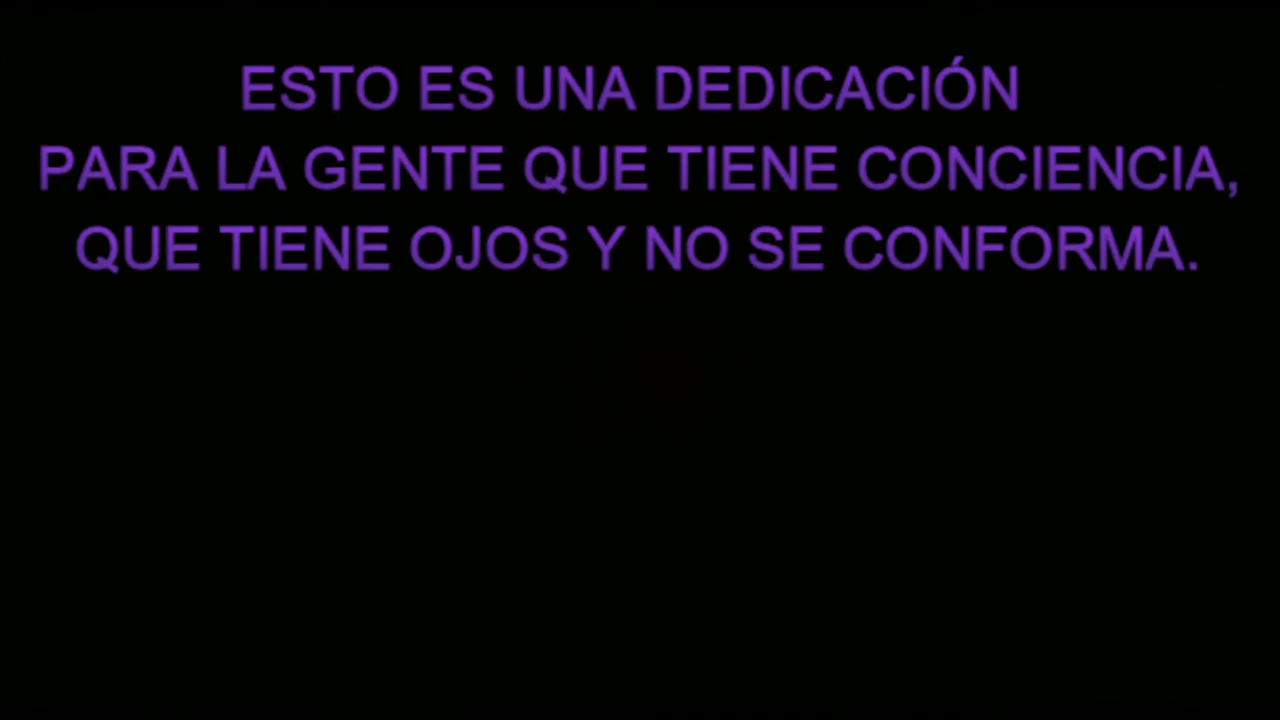 ESTO ES UNA DEDICACIÓN
PARA LA GENTE QUE TIENE CONCIENCIA,
QUE TIENE OJOS Y NO SE CONFORMA.